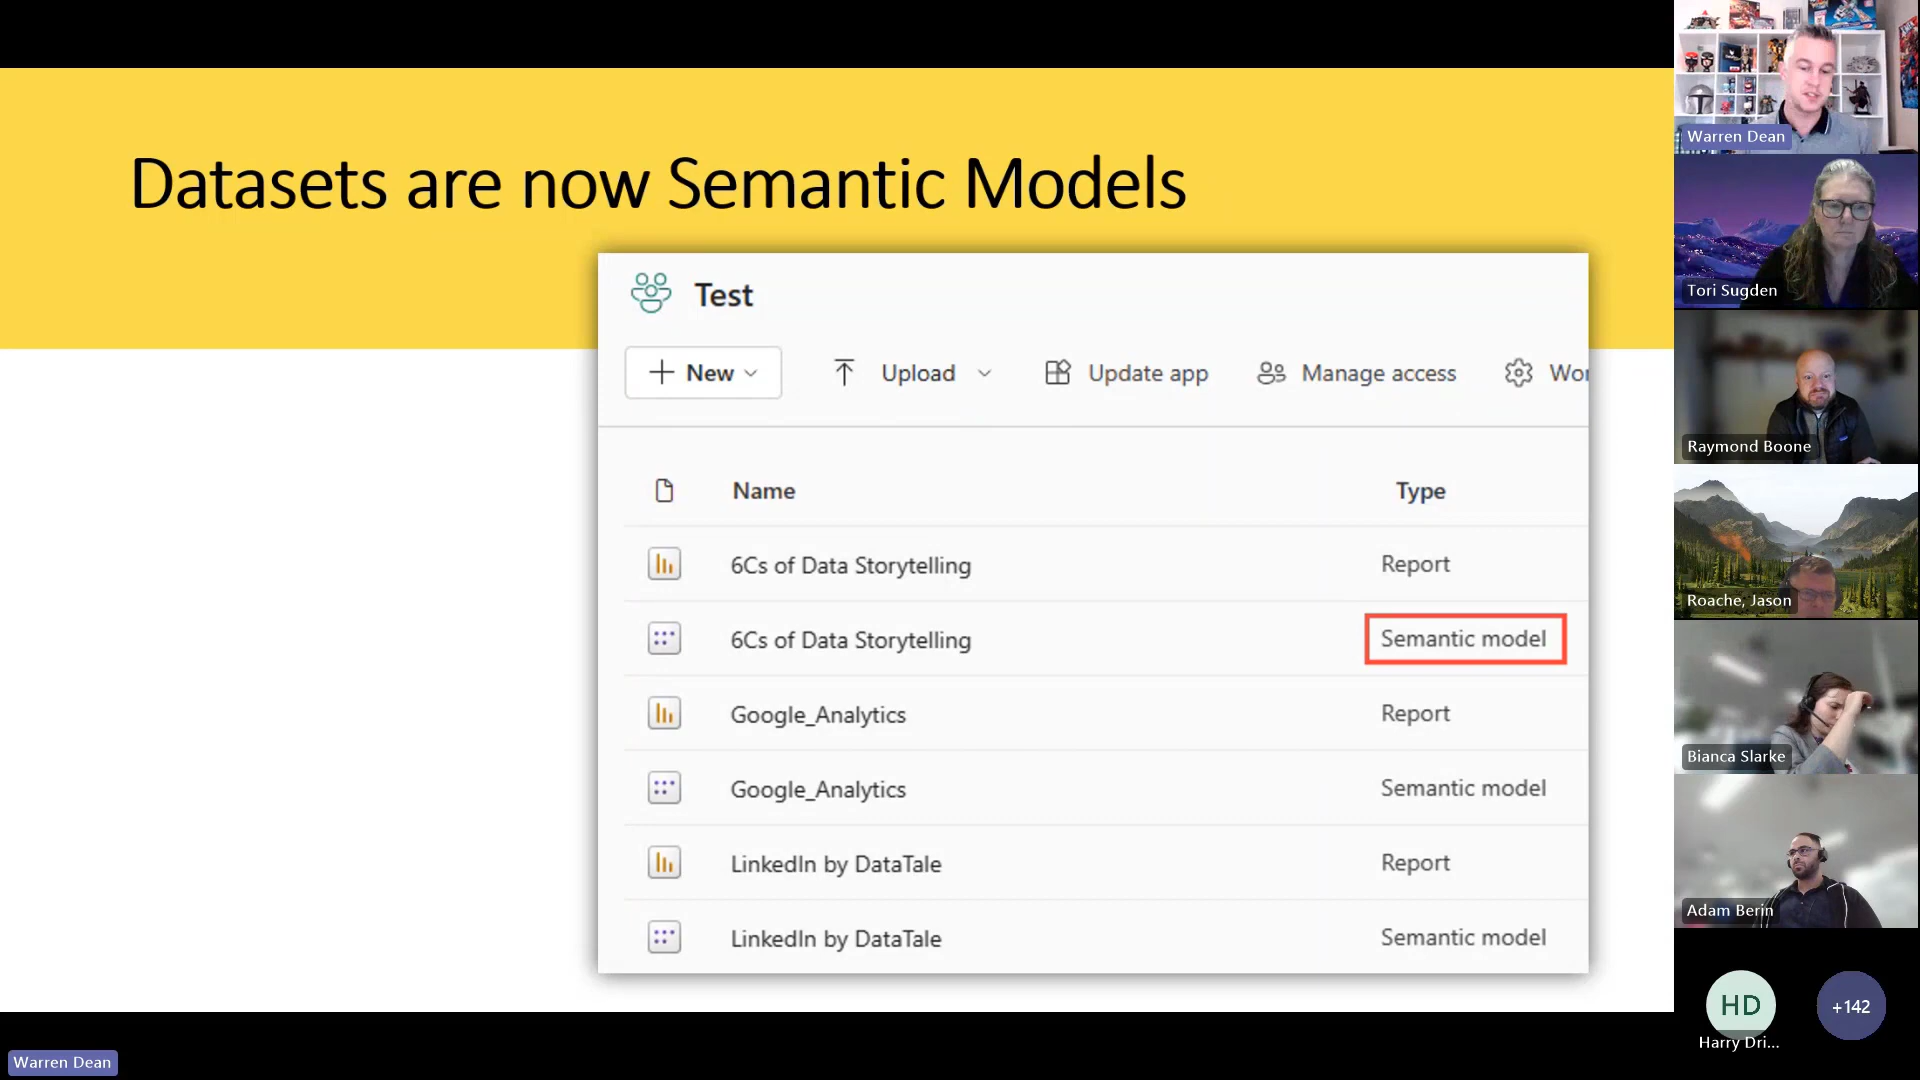 Datasets are now Semantic Models
Test
New
Upload
Update app
Manage access
Wor
Name
Type
6Cs of Data Storytelling
Report
6Cs of Data Storytelling
Semantic model
Google_Analytics
Report
Google_Analytics
Semantic model
LinkedIn by DataTale
Report
LinkedIn by DataTale
Semantic model
Warren Dean
Warren Dean
Tori Sugden
Raymond Boone
Roache, Jason
Bianca Slarke
Adam Berin
HD
Harry Dri...
+142